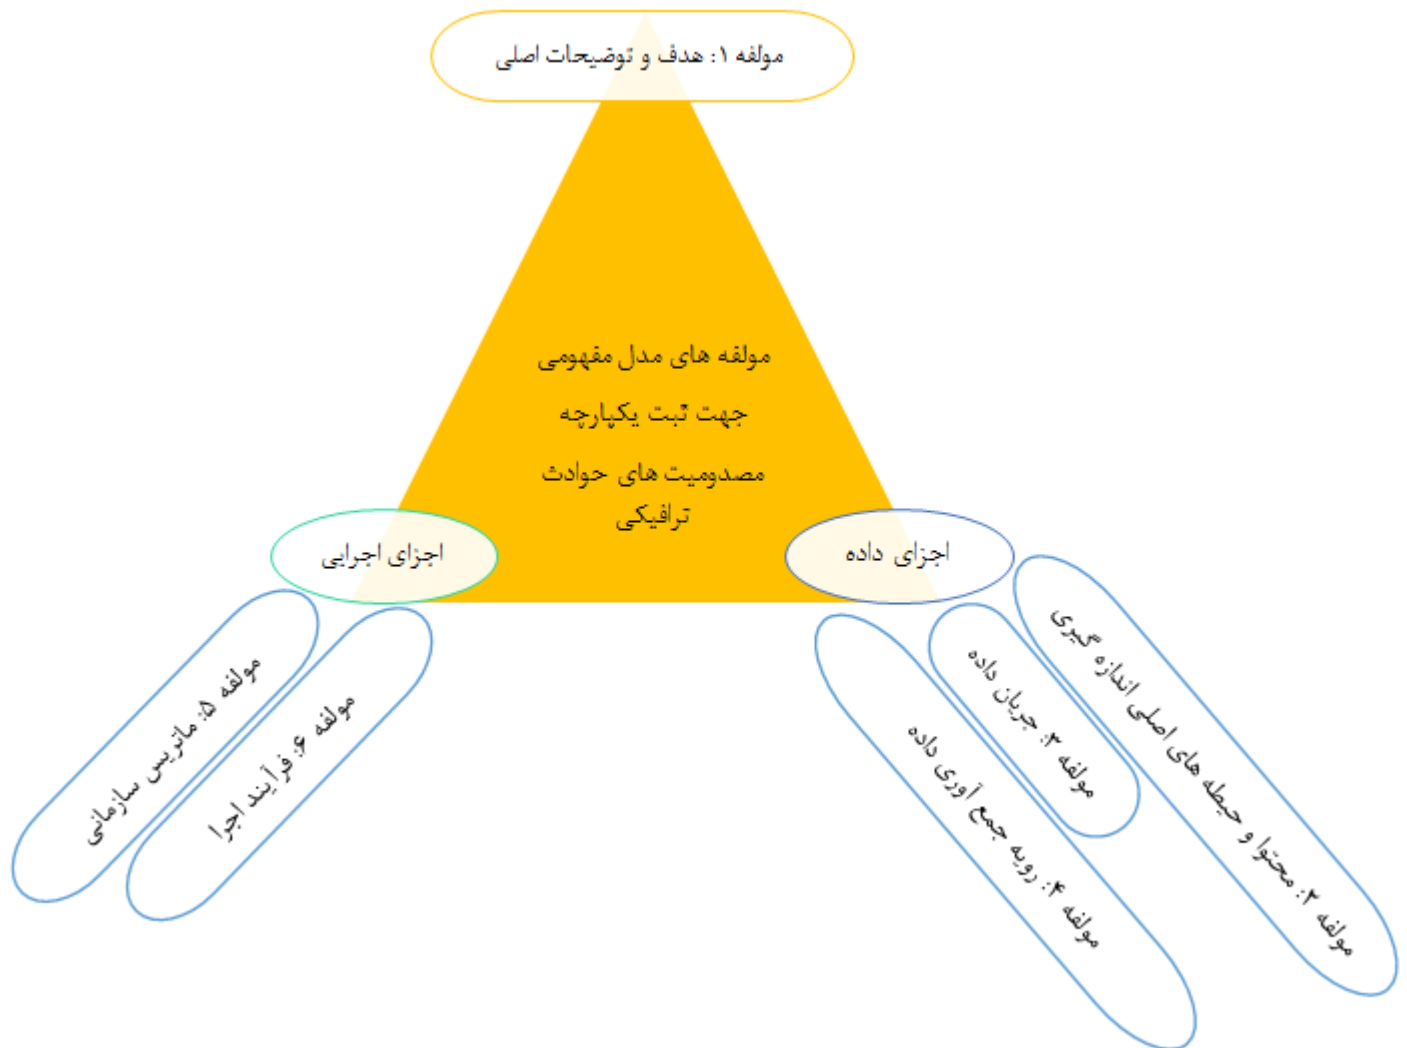 مولفه ۱: هدف و توضیحات اصلی
مولفه های مدل مفهومی
جهت ثبت یکپارچه
مصدومیت های حوادث
ترافیکی
اجزای داده
اجزای اجرایی
مولفه ۲: محتوا و حیطه های اصلی اندازه گیری
مولفه ۳: جریان داده
مولفه ۴: رویه جمع آوری داده
مولفه ۵: ماتریس سازمانی
مولفه ۶: فرآیند اجرا